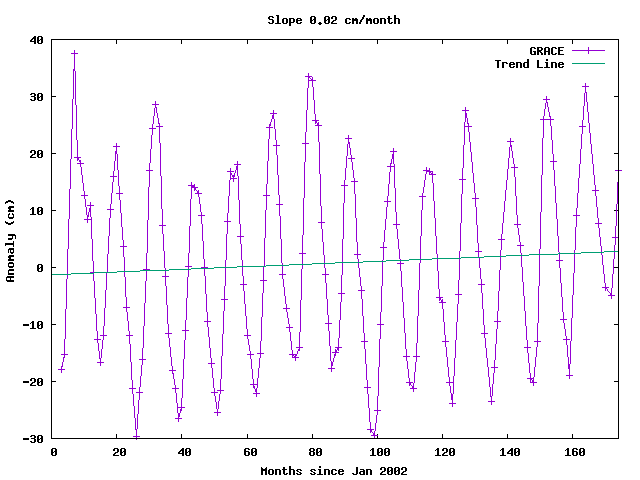 Slope 0.02 cm/month
GRACE
Trend Line
Anomaly (cm)
40
30
20
10
0
-10
-20
-30
0 20 40 60 80 100 120 140 160
Months since Jan 2002